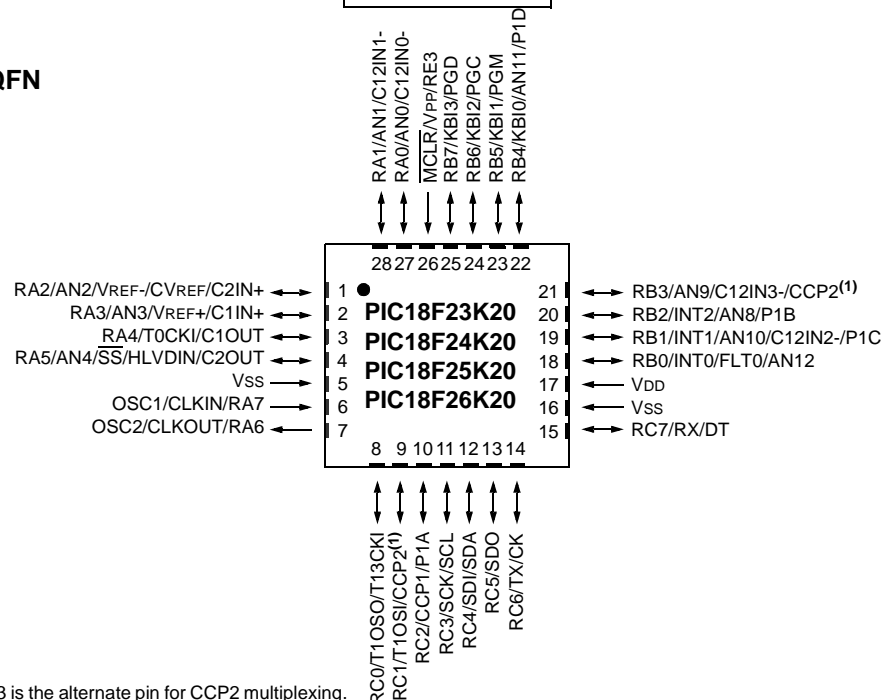 QFN
RA1/AN1/C12IN1-
RA0/AN0/C12IN0-
MCLR/VPP/RE3
RB7/KBI3/PGD
RB6/KBI2/PGC
RB5/KBI1/PGM
RB4/KBI0/AN11/P1D
28 27 26 25 24 23 22
RA2/AN2/VREF-/CVREF/C2IN+ 1
RA3/AN3/VREF+/C1IN+ 2
RA4/T0CKI/C1OUT 3
RA5/AN4/SS/HLVDIN/C2OUT 4
VSS 5
OSC1/CLKIN/RA7 6
OSC2/CLKOUT/RA6 7
PIC18F23K20
PIC18F24K20
PIC18F25K20
PIC18F26K20
21 RB3/AN9/C12IN3-/CCP2(1)
20 RB2/INT2/AN8/P1B
19 RB1/INT1/AN10/C12IN2-/P1C
18 RB0/INT0/FLT0/AN12
17 VDD
16 VSS
15 RC7/RX/DT
8 9 10 11 12 13 14
RC0/T1OSO/T13CKI
RC1/T1OSI/CCP2(1)
RC2/CCP1/P1A
RC3/SCK/SCL
RC4/SDI/SDA
RC5/SDO
RC6/TX/CK
is the alternate pin for CCP2 multiplexing.